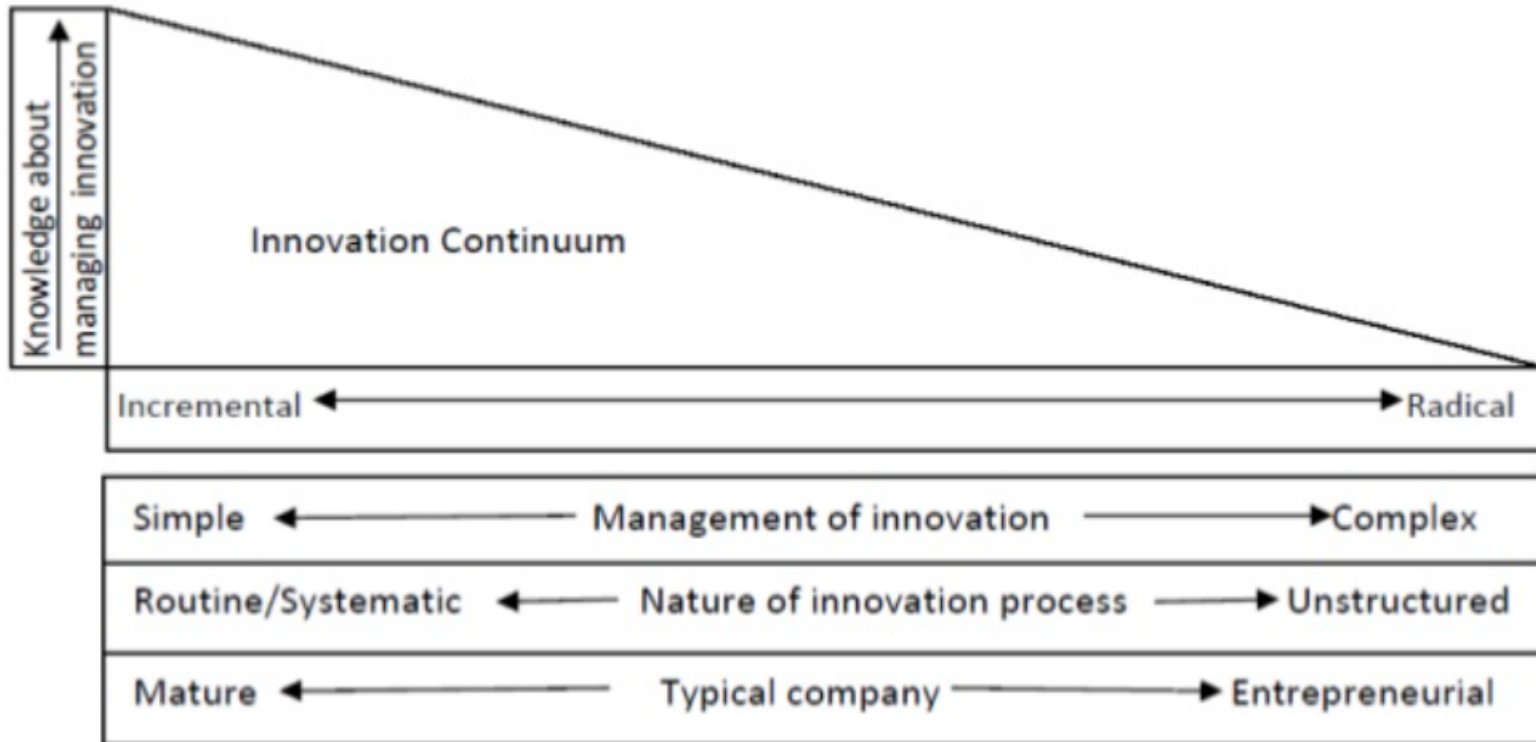 Knowledge about
managing innovation
Innovation Continuum
Incremental Radical
Simple Management of innovation Complex
Routine/Systematic Nature of innovation process Unstructured
Mature Typical company Entrepreneurial